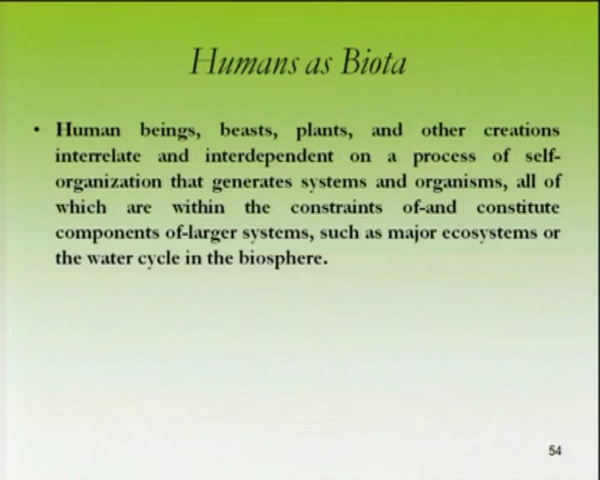 Humans as Biota
• Human beings, beasts, plants, and other creations
interrelate and interdependent on a process of self-
organization that generates systems and organisms, all of
which are within the constraints of-and constitute
components of-larger systems, such as major ecosystems or
the water cycle in the biosphere.
54